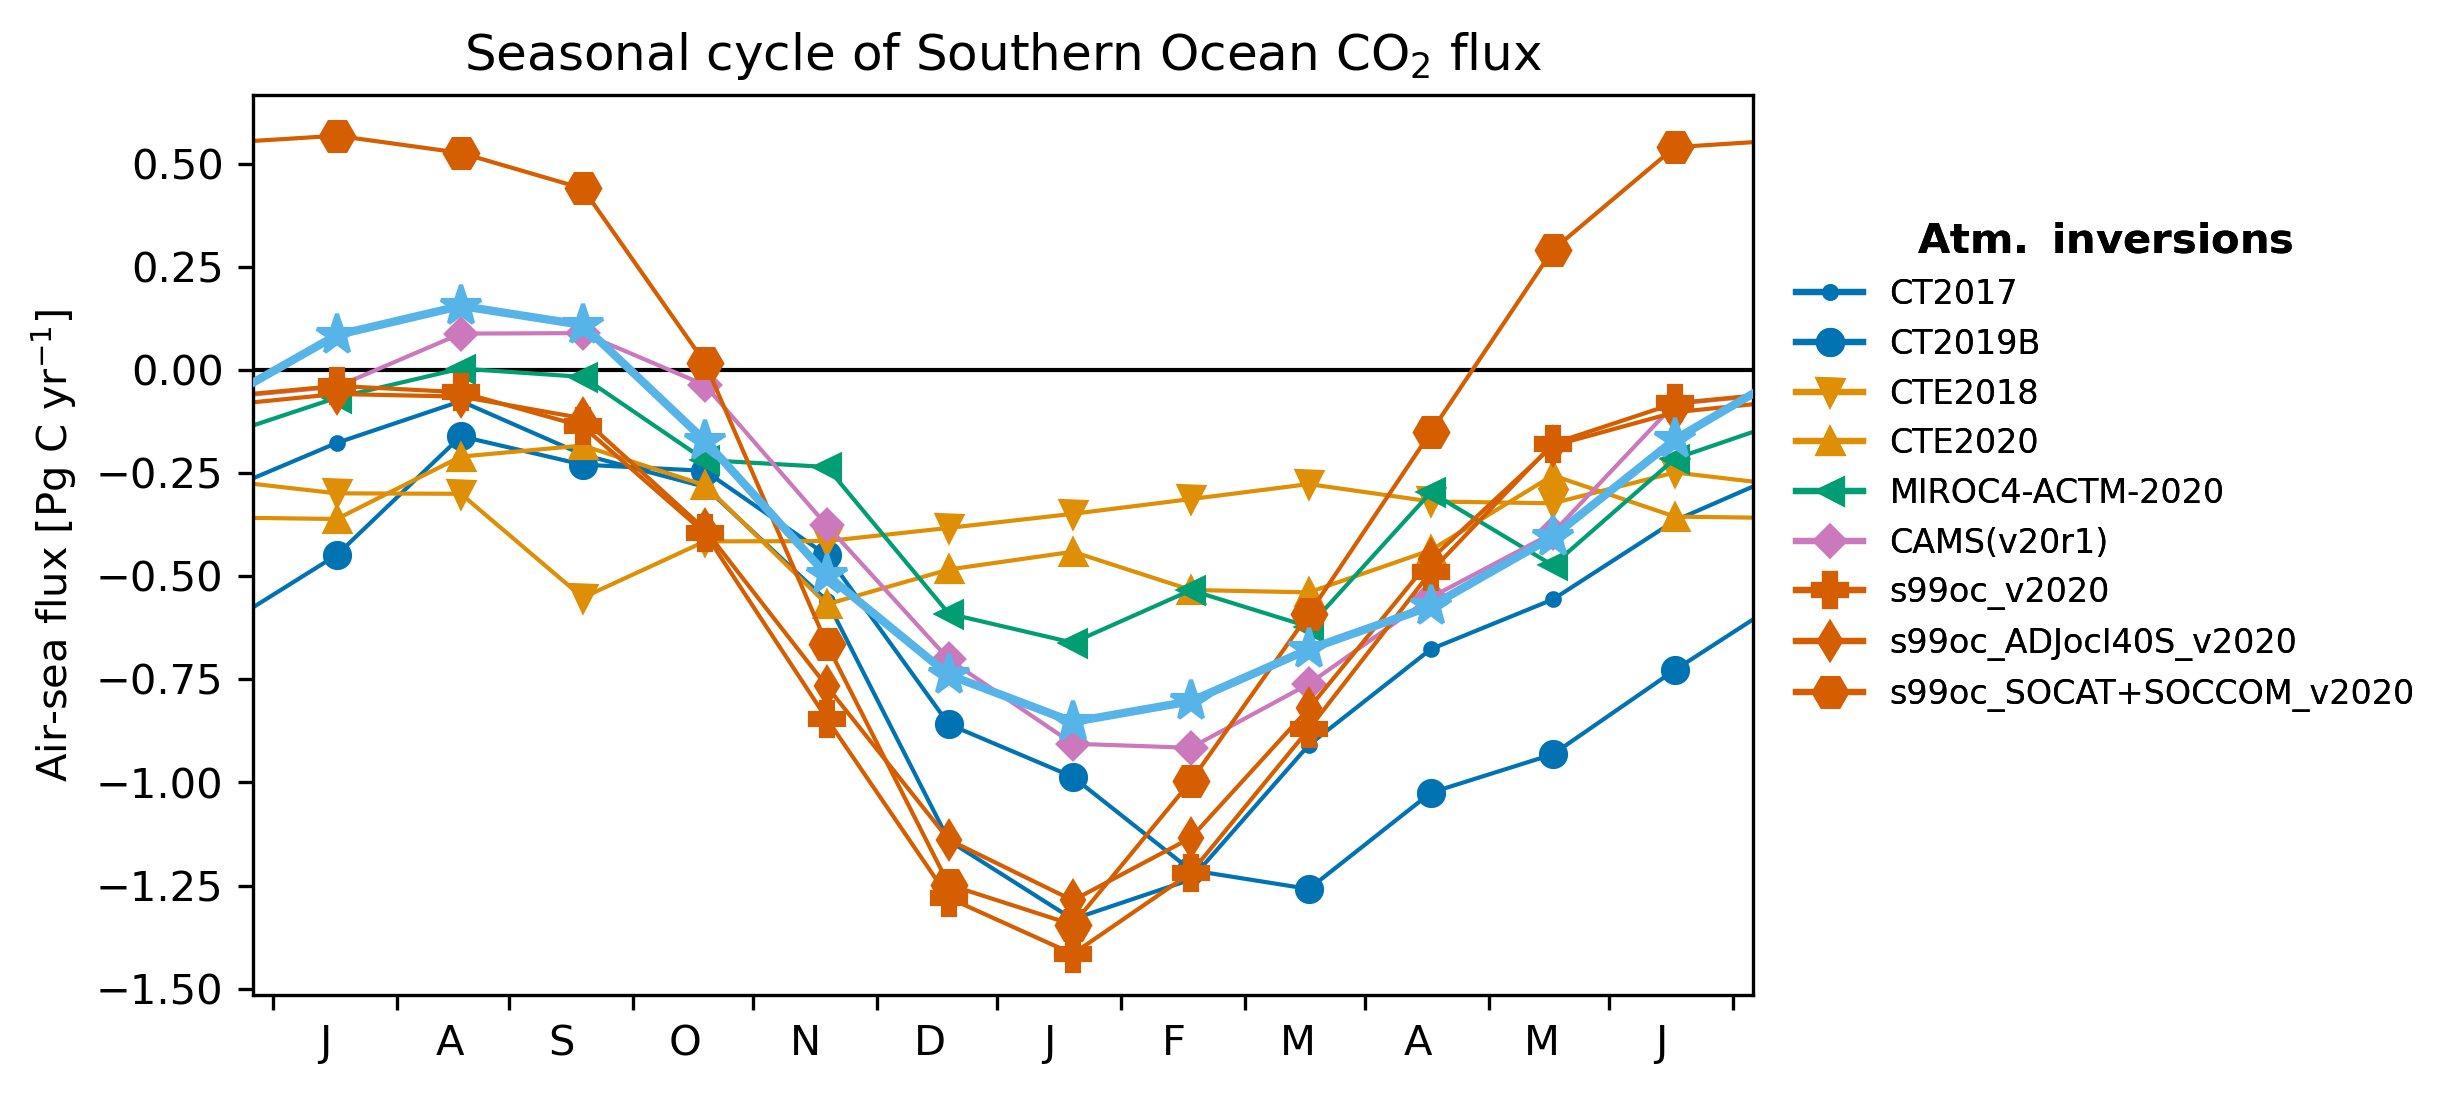 Seasonal cycle of Southern Ocean CO₂ flux
Air-sea flux [Pg C yr⁻¹]
0.50
0.25
0.00
−0.25
−0.50
−0.75
−1.00
−1.25
−1.50
J A S O N D J F M A M J
Atm. inversions
CT2017
CT2019B
CTE2018
CTE2020
MIROC4-ACTM-2020
CAMS(v20r1)
s99oc_v2020
s99oc_ADJocI40S_v2020
s99oc_SOCAT+SOCCOM_v2020